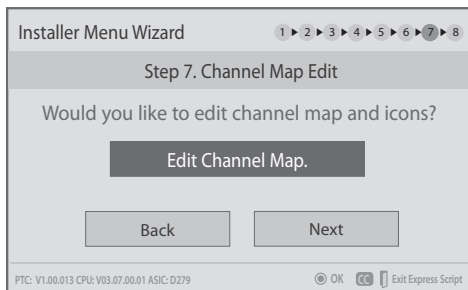 Installer Menu Wizard 1 ▶ 2 ▶ 3 ▶ 4 ▶ 5 ▶ 6 ▶ 7 ▶ 8
Step 7. Channel Map Edit
Would you like to edit channel map and icons?
Edit Channel Map.
Back Next
PTC: V1.00.013 CPU: V03.07.00.01 ASIC: D279 OK CC Exit Express Script